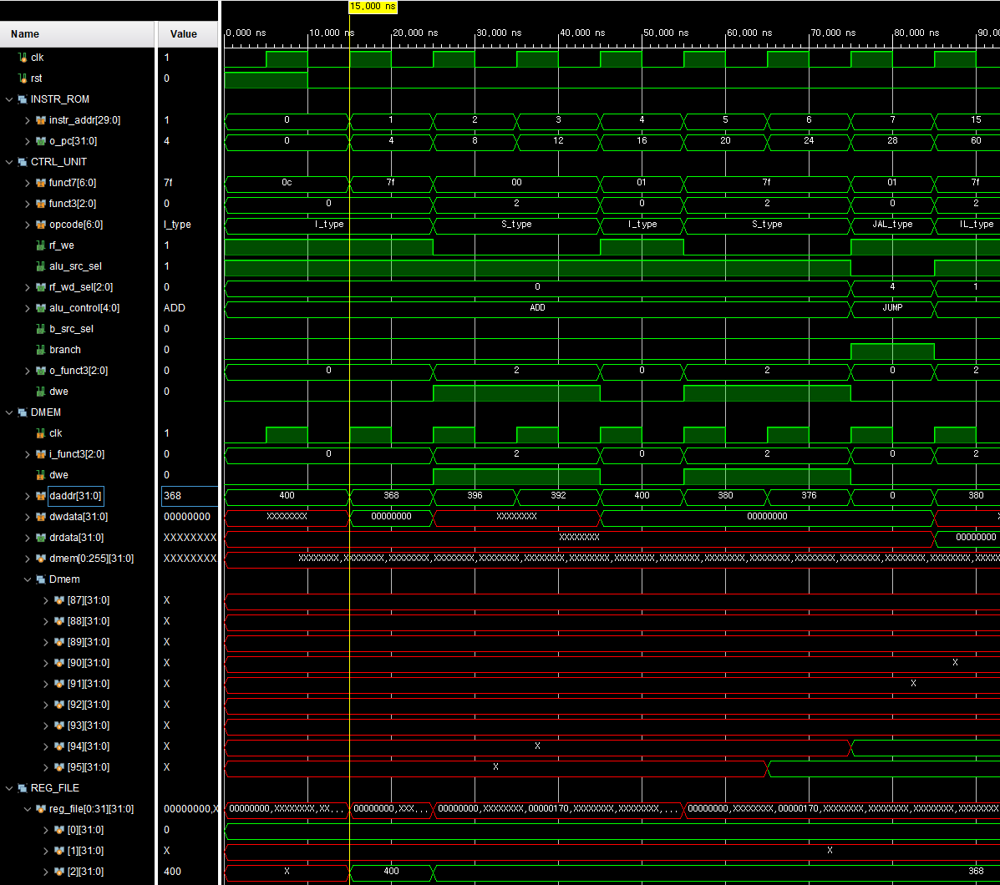 15,000 ns
Name Value
0,000 ns 10,000 ns 20,000 ns 30,000 ns 40,000 ns 50,000 ns 60,000 ns 70,000 ns 80,000 ns 90,0
clk 1
rst 0
INSTR_ROM
instr_addr[29:0] 1 0 1 2 3 4 5 6 7 15
o_pc[31:0] 4 0 4 8 12 16 20 24 28 60
CTRL_UNIT
funct7[6:0] 7f 0c 7f 00 01 7f 01 7f
funct3[2:0] 0 0 2 0 2 0 2
opcode[6:0] I_type I_type S_type I_type S_type JAL_type IL_type
rf_we 1
alu_src_sel 1
rf_wd_sel[2:0] 0 0 4 1
alu_control[4:0] ADD ADD JUMP
b_src_sel 0
branch 0
o_funct3[2:0] 0 0 2 0 2 0 2
dwe 0
DMEM
clk 1
i_funct3[2:0] 0 0 2 0 2 0 2
dwe 0
daddr[31:0] 368 400 368 396 392 400 380 376 0 380
dwdata[31:0] 00000000 XXXXXXXX 00000000 XXXXXXXX 00000000
drdata[31:0] XXXXXXXX XXXXXXXX 00000000
dmem[0:255][31:0] XXXXXXXX XXXXXXXX,XXXXXXXX,XXXXXXXX,XXXXXXXX,XXXXXXXX,XXXXXXXX,XXXXXXXX,XXXXXXXX,XXXXXXXX,XXXXXXXX,XXXXXXXX,XXXXXXXX,XXXXXXXX,XXXXXXXX,XXXXXXXX,XXXXX
Dmem
[87][31:0] X
[88][31:0] X
[89][31:0] X
[90][31:0] X X
[91][31:0] X X
[92][31:0] X
[93][31:0] X
[94][31:0] X X
[95][31:0] X X
REG_FILE
reg_file[0:31][31:0] 00000000,X 00000000,XXXXXXXX,XX... 00000000,XXX... 00000000,XXXXXXXX,00000170,XXXXXXXX,XXXXXXXX,... 00000000,XXXXXXXX,00000170,XXXXXXXX,XXXXXXXX,XXXXXXXX,XXXXXXXX
[0][31:0] 0
[1][31:0] X X
[2][31:0] 400 X 400 368